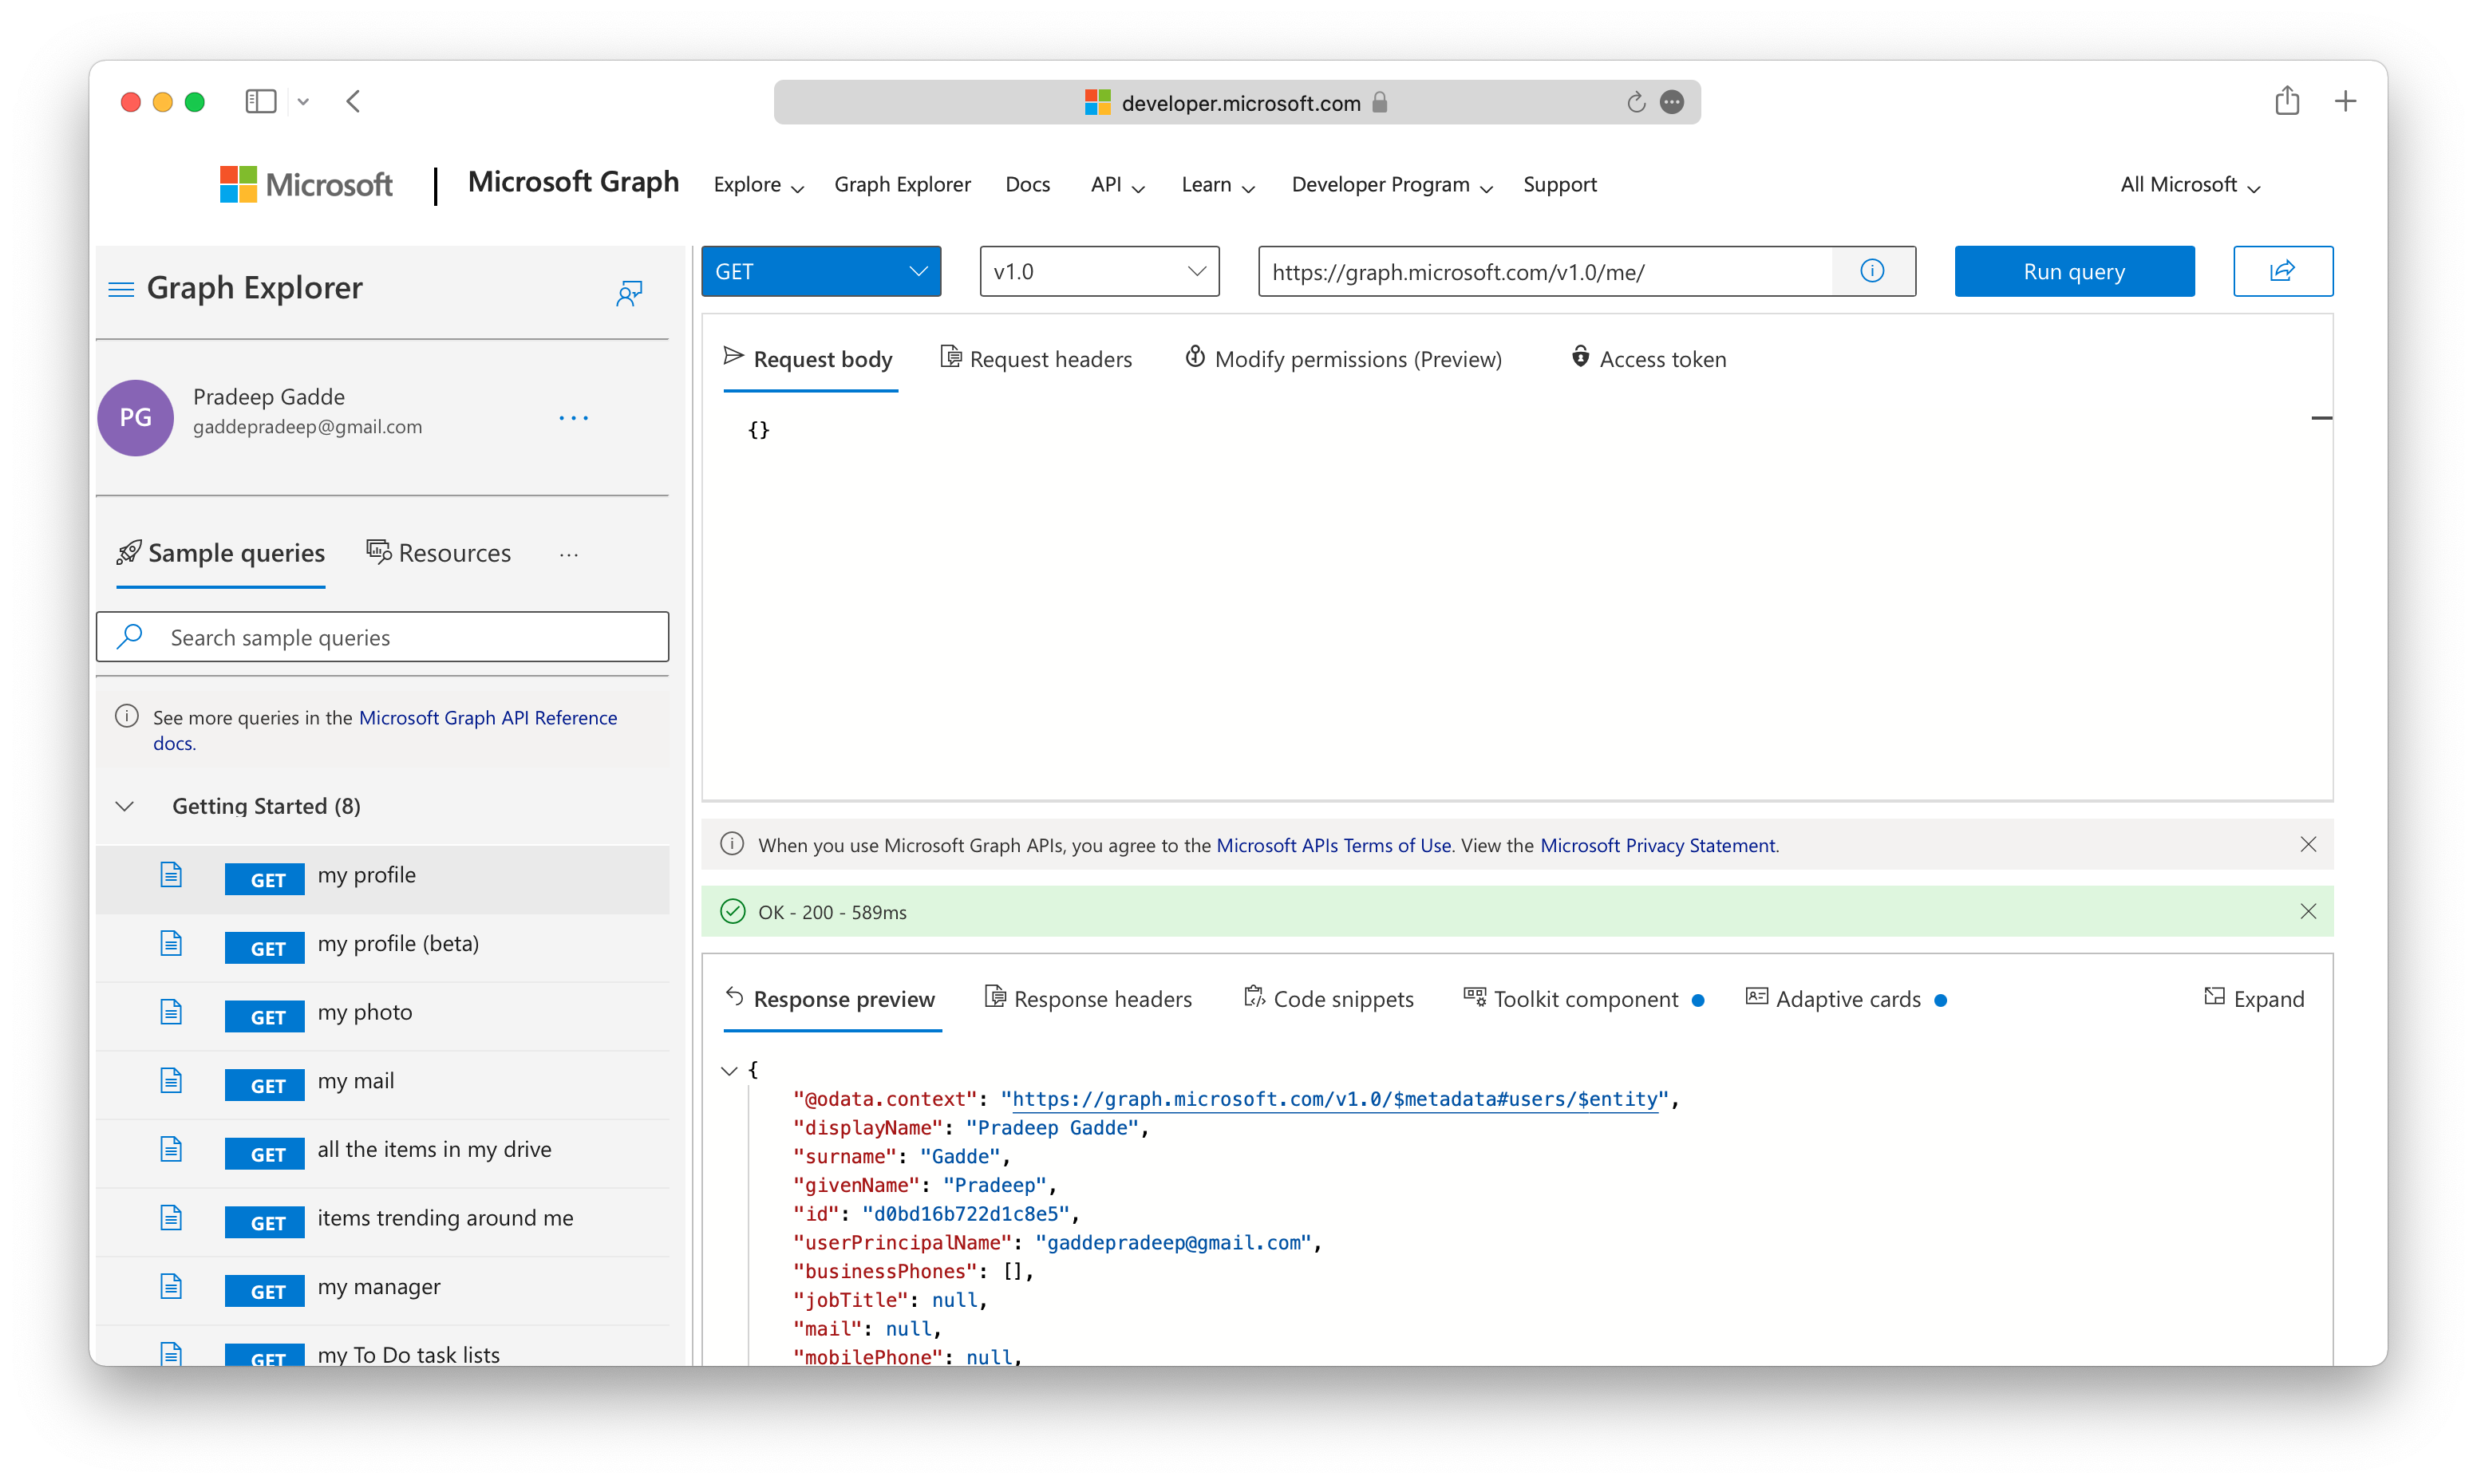 developer.microsoft.com
Microsoft | Microsoft Graph Explore Graph Explorer Docs API Learn Developer Program Support All Microsoft
Graph Explorer
GET v1.0 https://graph.microsoft.com/v1.0/me/ Run query
PG
Pradeep Gadde
gaddepradeep@gmail.com
...
Sample queries Resources ...
Search sample queries
See more queries in the Microsoft Graph API Reference
docs.
Getting Started (8)
GET my profile
GET my profile (beta)
GET my photo
GET my mail
GET all the items in my drive
GET items trending around me
GET my manager
GET my To Do task lists
Request body Request headers Modify permissions (Preview) Access token
{}
When you use Microsoft Graph APIs, you agree to the Microsoft APIs Terms of Use. View the Microsoft Privacy Statement.
OK - 200 - 589ms
Response preview Response headers Code snippets Toolkit component Adaptive cards Expand
{
"@odata.context": "https://graph.microsoft.com/v1.0/$metadata#users/$entity",
"displayName": "Pradeep Gadde",
"surname": "Gadde",
"givenName": "Pradeep",
"id": "d0bd16b722d1c8e5",
"userPrincipalName": "gaddepradeep@gmail.com",
"businessPhones": [],
"jobTitle": null,
"mail": null,
"mobilePhone": null,